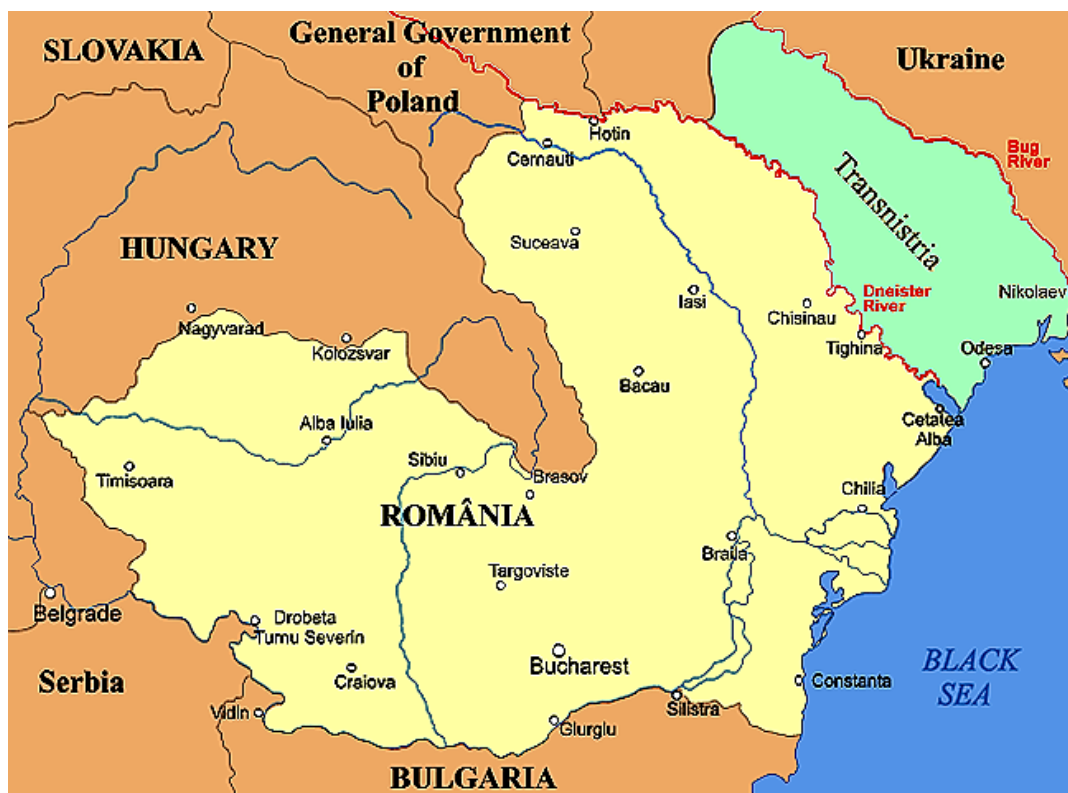 SLOVAKIA
General Government
of
Poland
Ukraine
Hotin
Cernauti
Bug
River
Transnistria
Suceava
HUNGARY
Iasi
Dneister
River
Nikolaev
Chisinau
Nagyvarad
Kolozsvar
Tighina
Odesa
Bacau
Cetatea
Alba
Alba Iulia
Timisoara
Sibiu
Brasov
Chilia
ROMÂNIA
Braila
Targoviste
Belgrade
Drobeta
Turnu Severin
Bucharest
BLACK
SEA
Serbia
Craiova
Constanta
Silistra
Vidin
Giurgiu
BULGARIA